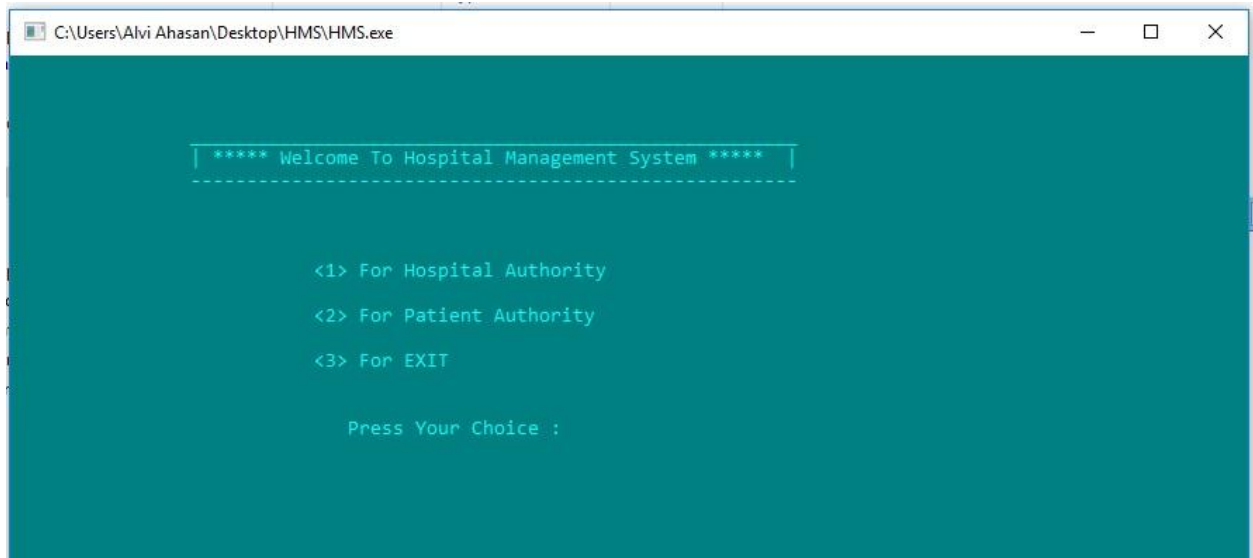 C:\Users\Alvi Ahasan\Desktop\HMS\HMS.exe
| ***** Welcome To Hospital Management System ***** |
------------------------------------------------------
<1> For Hospital Authority
<2> For Patient Authority
<3> For EXIT
Press Your Choice :